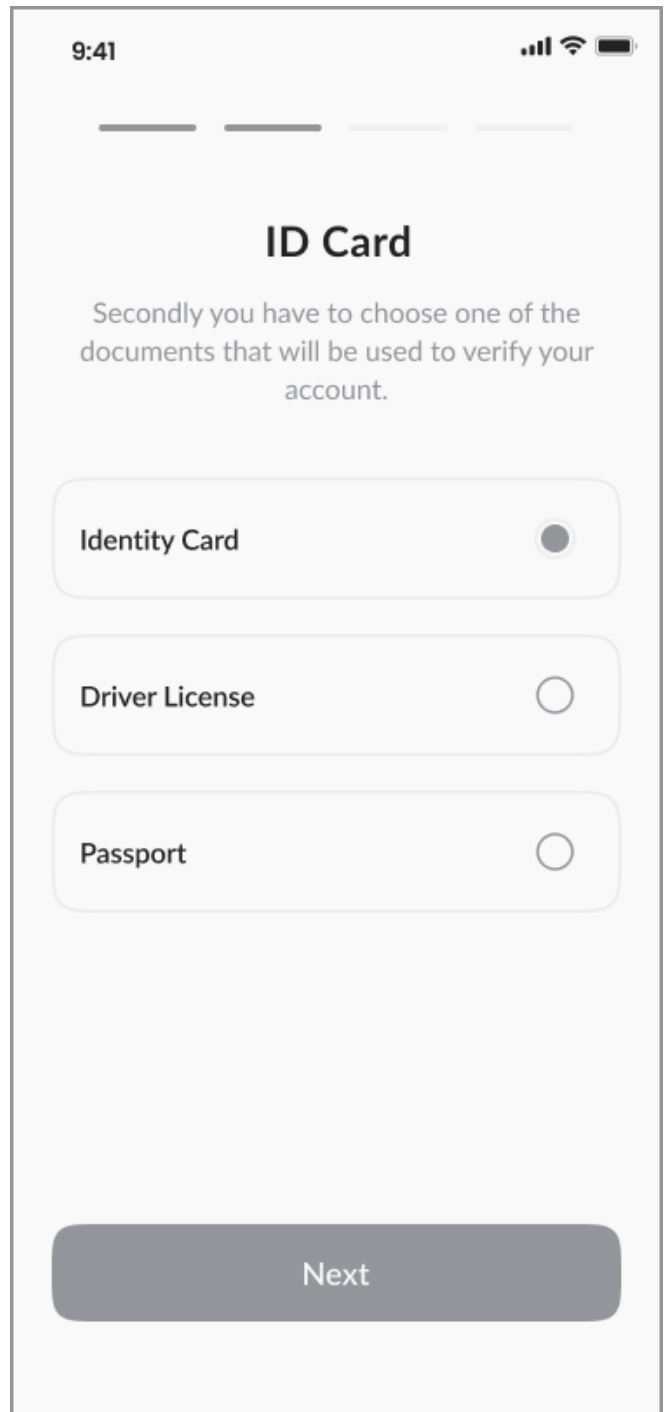 9:41
ID Card
Secondly you have to choose one of the
documents that will be used to verify your
account.
Identity Card
Driver License
Passport
Next